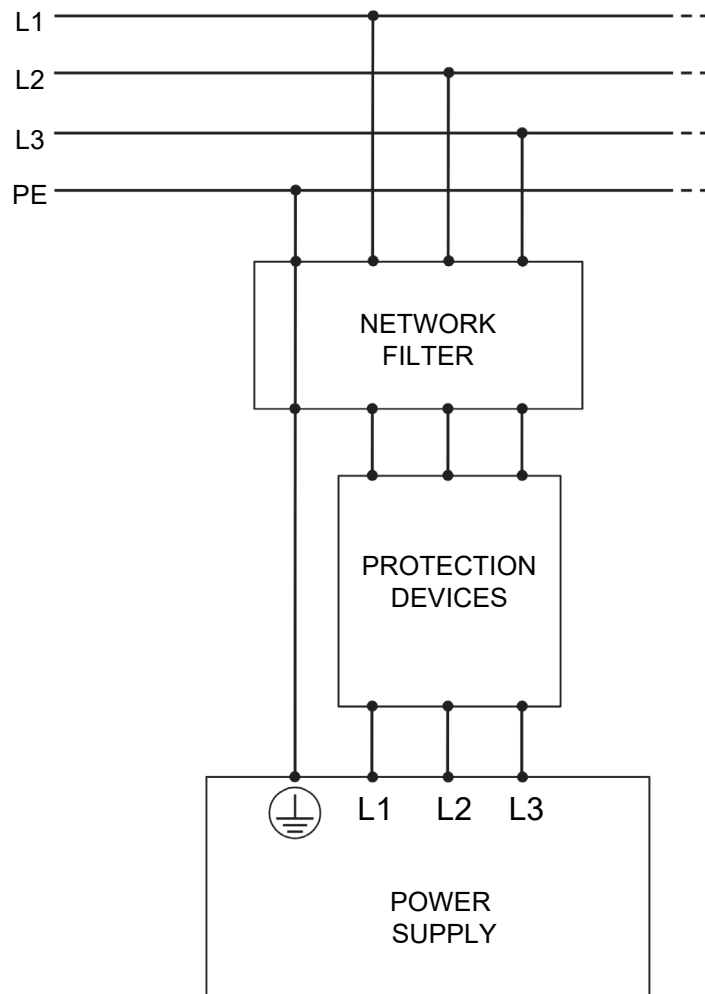 L1
L2
L3
PE
NETWORK
FILTER
PROTECTION
DEVICES
L1 L2 L3
POWER
SUPPLY